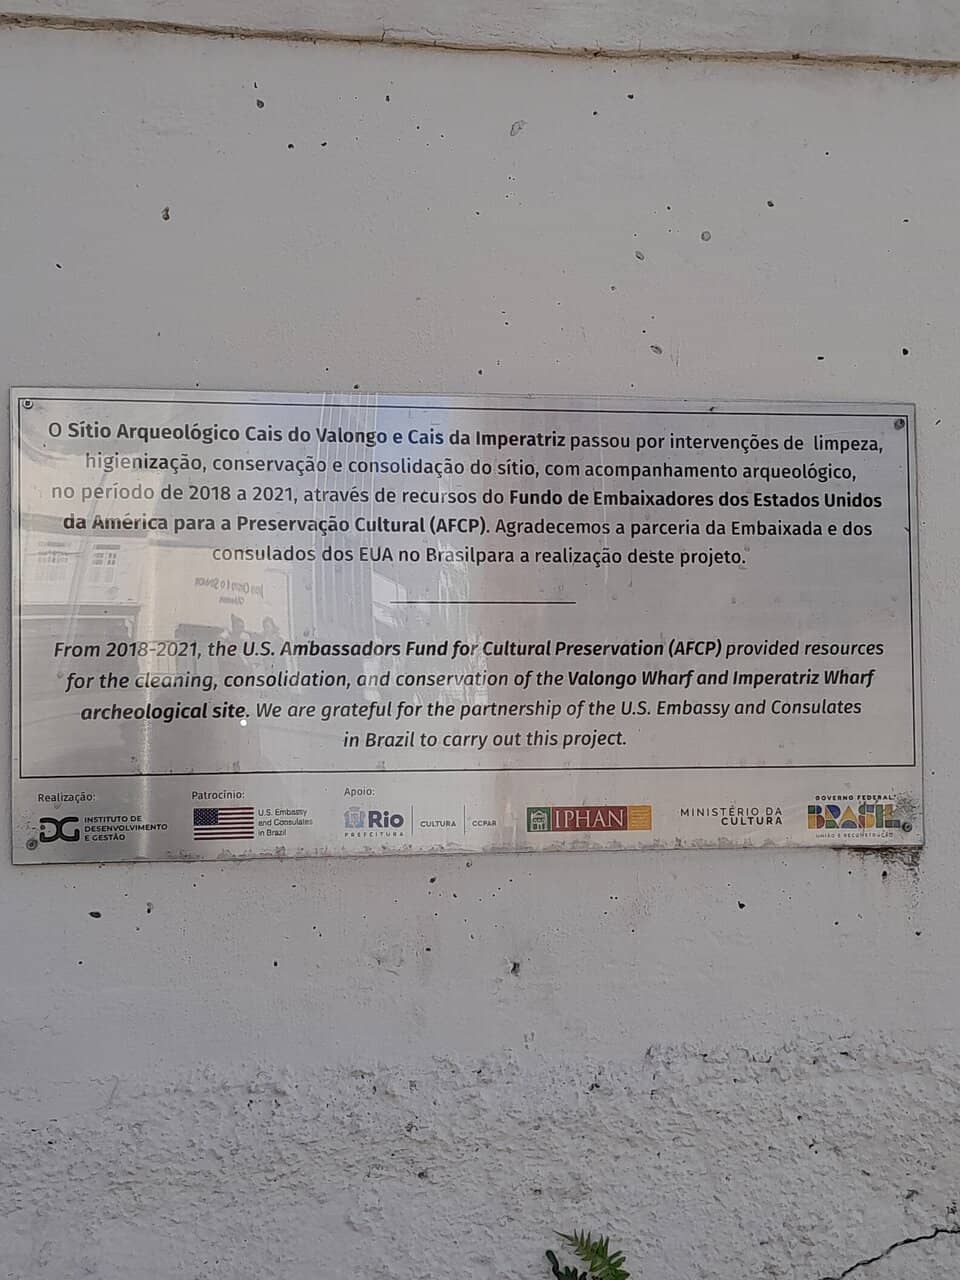 O Sítio Arqueológico Cais do Valongo e Cais da Imperatriz passou por intervenções de limpeza,
higienização, conservação e consolidação do sítio, com acompanhamento arqueológico,
no período de 2018 a 2021, através de recursos do Fundo de Embaixadores dos Estados Unidos
da América para a Preservação Cultural (AFCP). Agradecemos a parceria da Embaixada e dos
consulados dos EUA no Brasilpara a realização deste projeto.
From 2018-2021, the U.S. Ambassadors Fund for Cultural Preservation (AFCP) provided resources
for the cleaning, consolidation, and conservation of the Valongo Wharf and Imperatriz Wharf
archeological site. We are grateful for the partnership of the U.S. Embassy and Consulates
in Brazil to carry out this project.
Realização:
IDG
INSTITUTO DE
DESENVOLVIMENTO
E GESTÃO
Patrocínio:
U.S. Embassy
and Consulates
in Brazil
Apoio:
Rio
PREFEITURA
CULTURA
CCPAR
IPHAN
MINISTÉRIO DA
CULTURA
GOVERNO FEDERAL
BRASIL
UNIÃO E RECONSTRUÇÃO